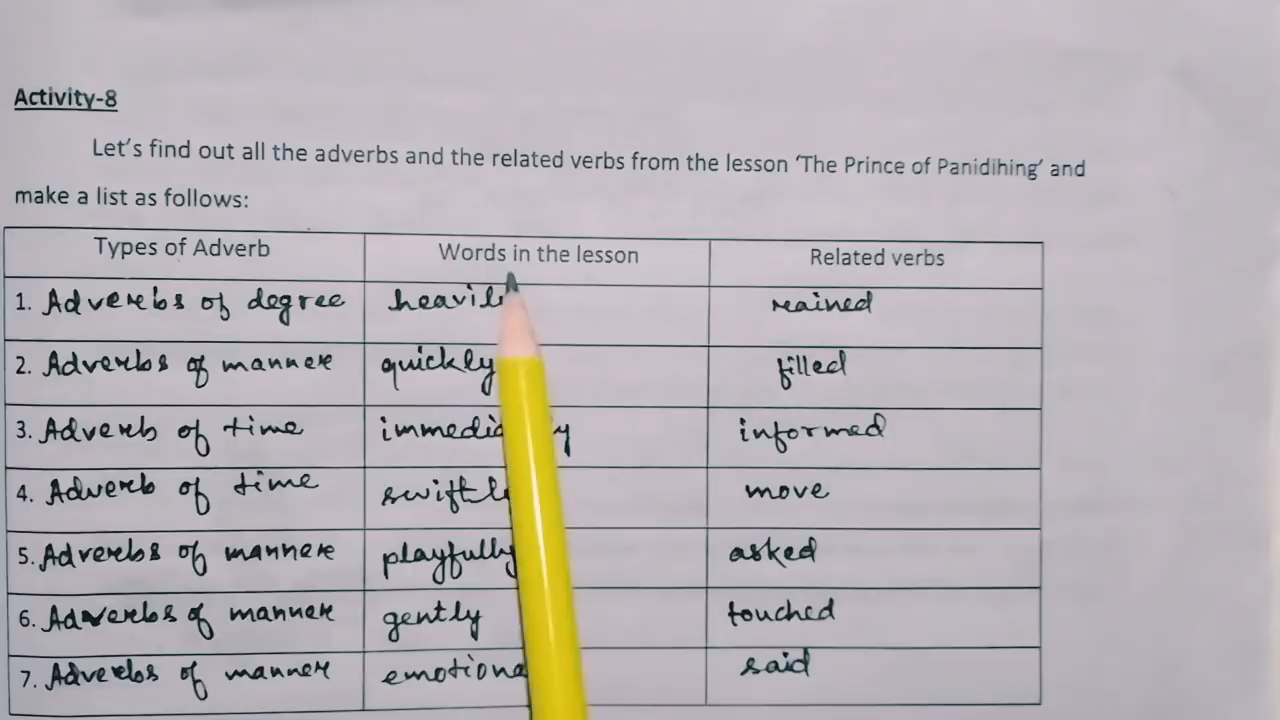 Activity-8
Let's find out all the adverbs and the related verbs from the lesson 'The Prince of Panidihing' and
make a list as follows:
Types of Adverb Words in the lesson Related verbs
1. Adverbs of degree heavily rained
2. Adverbs of manner quickly filled
3. Adverb of time informed
4. Adverb of time swiftly move
5. Adverbs of manner playfully asked
6. Adverbs of manner gently touched
7. Adverbs of manner said